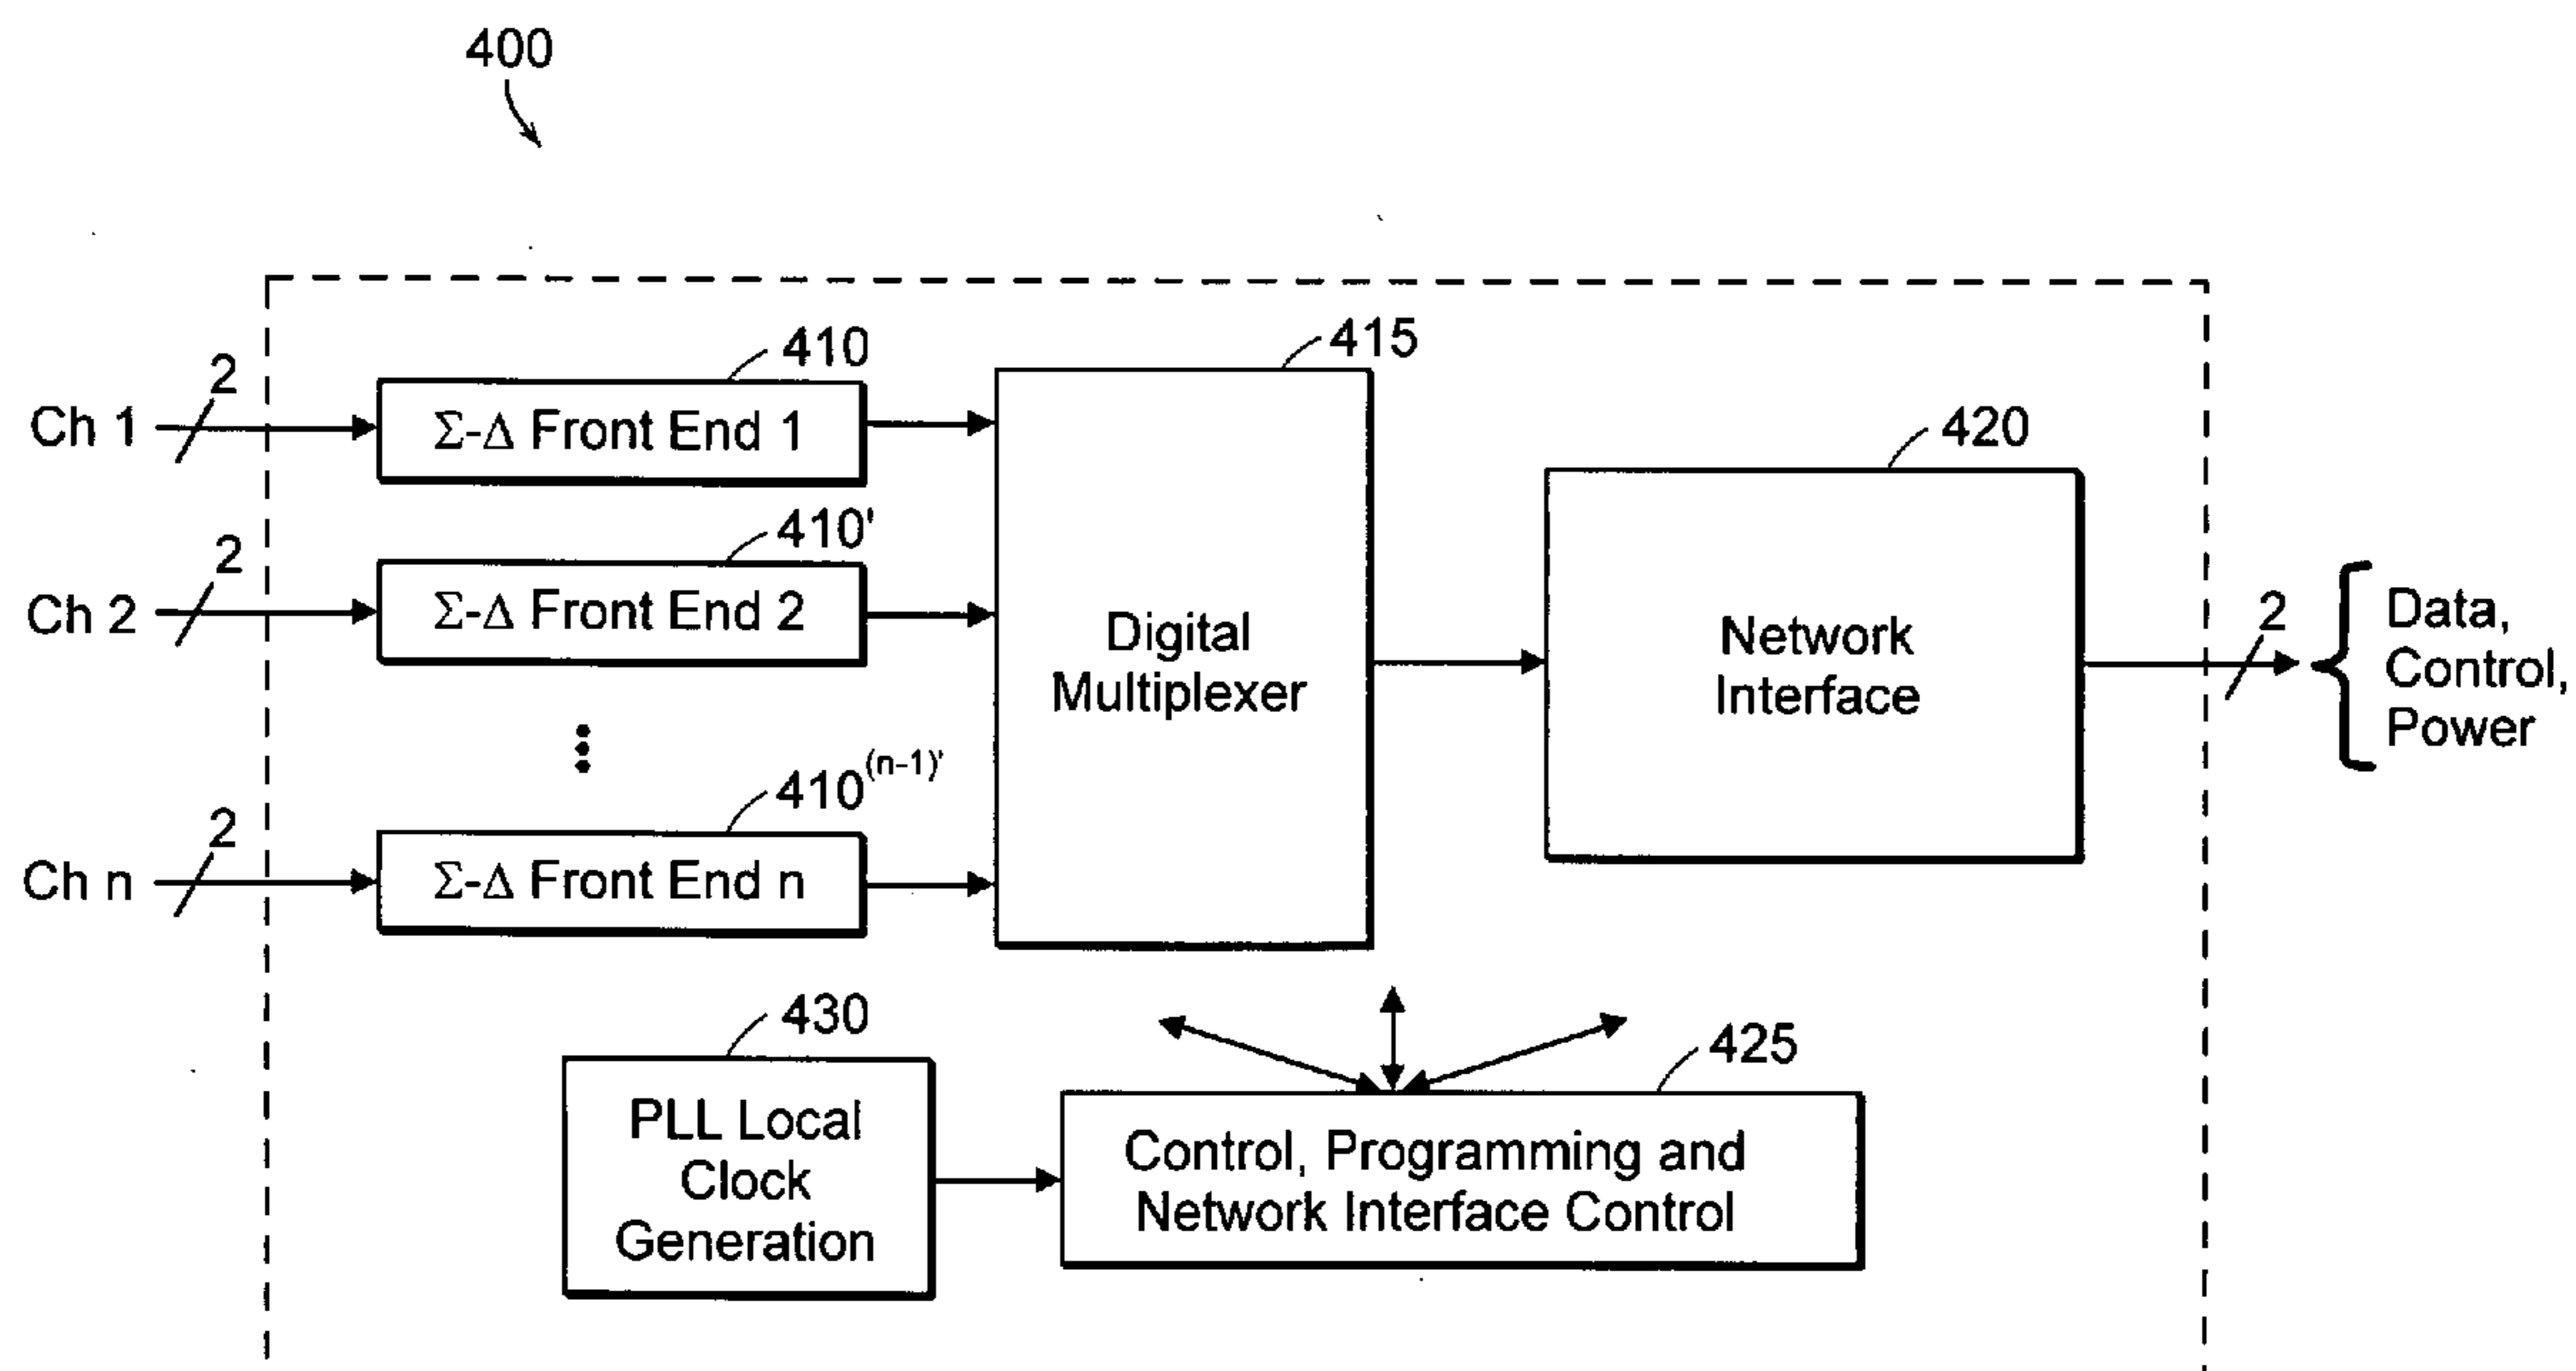 400
410
2
Ch 1
Σ-Δ Front End 1
415
410'
2
Ch 2
Σ-Δ Front End 2
Digital
Multiplexer
420
Network
Interface
2
Data,
Control,
Power
410(n-1)'
2
Ch n
Σ-Δ Front End n
430
PLL Local
Clock
Generation
425
Control, Programming and
Network Interface Control